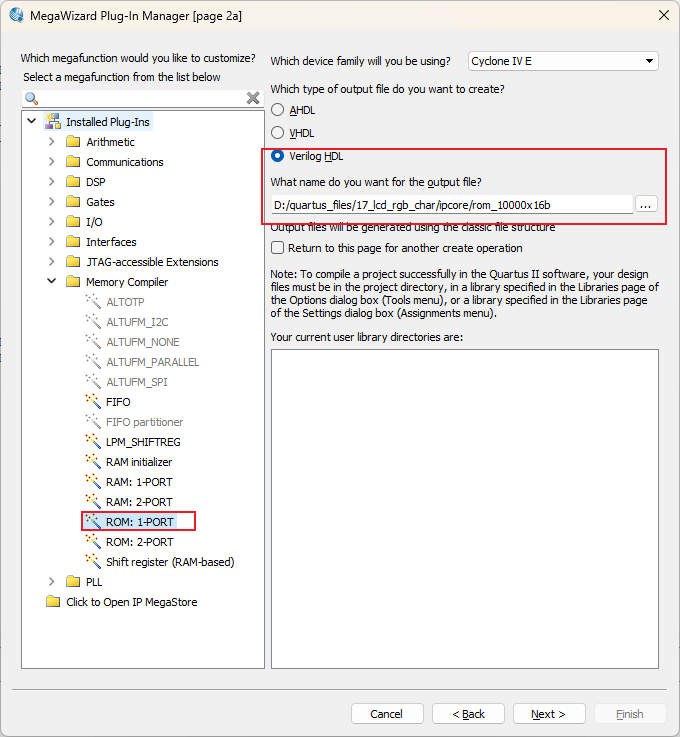 MegaWizard Plug-In Manager [page 2a]
Which megafunction would you like to customize?
Select a megafunction from the list below
Installed Plug-Ins
Arithmetic
Communications
DSP
Gates
I/O
Interfaces
JTAG-accessible Extensions
Memory Compiler
ALTOTP
ALTUFM_I2C
ALTUFM_NONE
ALTUFM_PARALLEL
ALTUFM_SPI
FIFO
FIFO partitioner
LPM_SHIFTREG
RAM initializer
RAM: 1-PORT
RAM: 2-PORT
ROM: 1-PORT
ROM: 2-PORT
Shift register (RAM-based)
PLL
Click to Open IP MegaStore
Which device family will you be using?
Cyclone IV E
Which type of output file do you want to create?
AHDL
VHDL
Verilog HDL
What name do you want for the output file?
D:/quartus_files/17_lcd_rgb_char/ipcore/rom_10000x16b
...
Output files will be generated using the classic file structure
Return to this page for another create operation
Note: To compile a project successfully in the Quartus II software, your design
files must be in the project directory, in a library specified in the Libraries page of
the Options dialog box (Tools menu), or a library specified in the Libraries page
of the Settings dialog box (Assignments menu).
Your current user library directories are:
Cancel
< Back
Next >
Finish